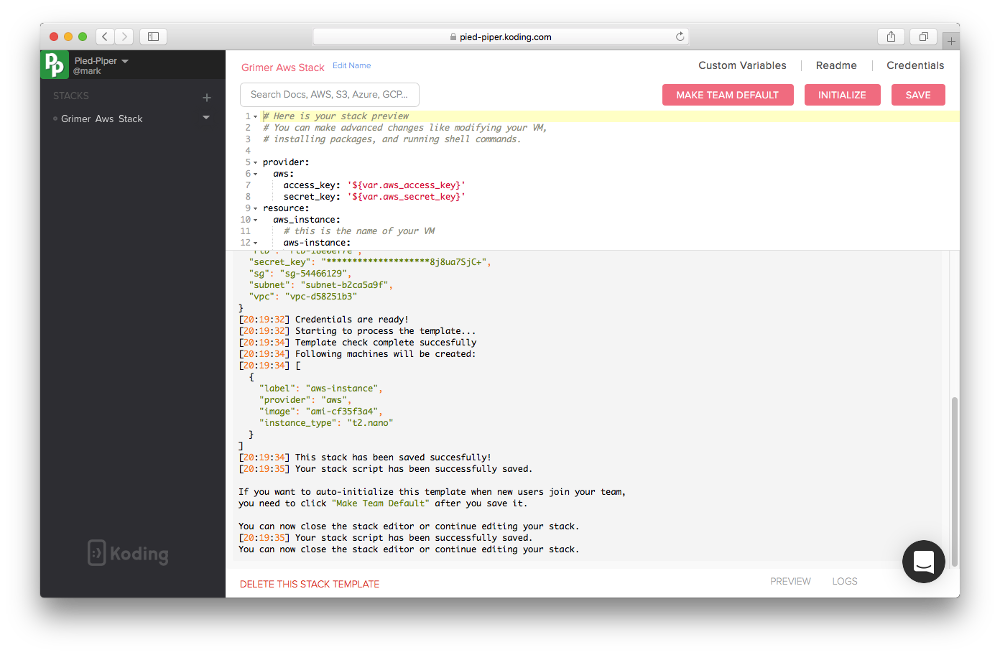 pied-piper.koding.com
Pp
Pied-Piper
@mark
STACKS
Grimer Aws Stack
Koding
Grimer Aws Stack Edit Name
Custom Variables | Readme | Credentials
Search Docs, AWS, S3, Azure, GCP...
MAKE TEAM DEFAULT INITIALIZE SAVE
1 # Here is your stack preview
2 # You can make advanced changes like modifying your VM,
3 # installing packages, and running shell commands.
4
5 provider:
6 aws:
7 access_key: '${var.aws_access_key}'
8 secret_key: '${var.aws_secret_key}'
9 resource:
10 aws_instance:
11 # this is the name of your VM
12 aws-instance:
"secret_key": "********************8j8ua7SjC+",
"sg": "sg-54466129",
"subnet": "subnet-b2ca5a9f",
"vpc": "vpc-d58251b3"
}
[20:19:32] Credentials are ready!
[20:19:32] Starting to process the template...
[20:19:34] Template check complete succesfully
[20:19:34] Following machines will be created:
[20:19:34] [
{
"label": "aws-instance",
"provider": "aws",
"image": "ami-cf35f3a4",
"instance_type": "t2.nano"
}
]
[20:19:34] This stack has been saved succesfully!
[20:19:35] Your stack script has been successfully saved.
If you want to auto-initialize this template when new users join your team,
you need to click "Make Team Default" after you save it.
You can now close the stack editor or continue editing your stack.
[20:19:35] Your stack script has been successfully saved.
You can now close the stack editor or continue editing your stack.
DELETE THIS STACK TEMPLATE
PREVIEW LOGS